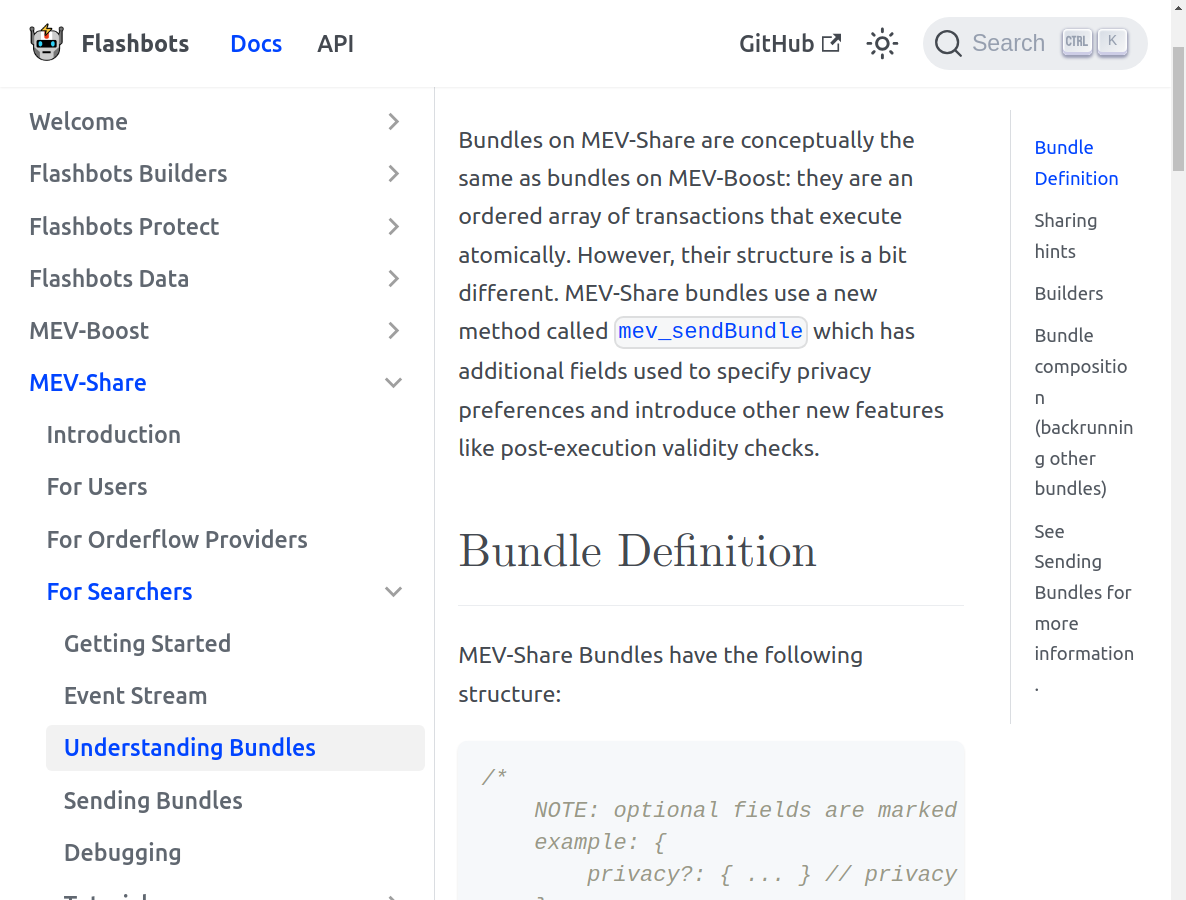 Flashbots
Docs
API
GitHub
Search
CTRL
K
Welcome
Flashbots Builders
Flashbots Protect
Flashbots Data
MEV-Boost
MEV-Share
Introduction
For Users
For Orderflow Providers
For Searchers
Getting Started
Event Stream
Understanding Bundles
Sending Bundles
Debugging
Bundles on MEV-Share are conceptually the
same as bundles on MEV-Boost: they are an
ordered array of transactions that execute
atomically. However, their structure is a bit
different. MEV-Share bundles use a new
method called mev_sendBundle which has
additional fields used to specify privacy
preferences and introduce other new features
like post-execution validity checks.
Bundle Definition
MEV-Share Bundles have the following
structure:
/*
NOTE: optional fields are marked
example: {
privacy?: { ... } // privacy
Bundle
Definition
Sharing
hints
Builders
Bundle
compositio
n
(backrunnin
g other
bundles)
See
Sending
Bundles for
more
information
.